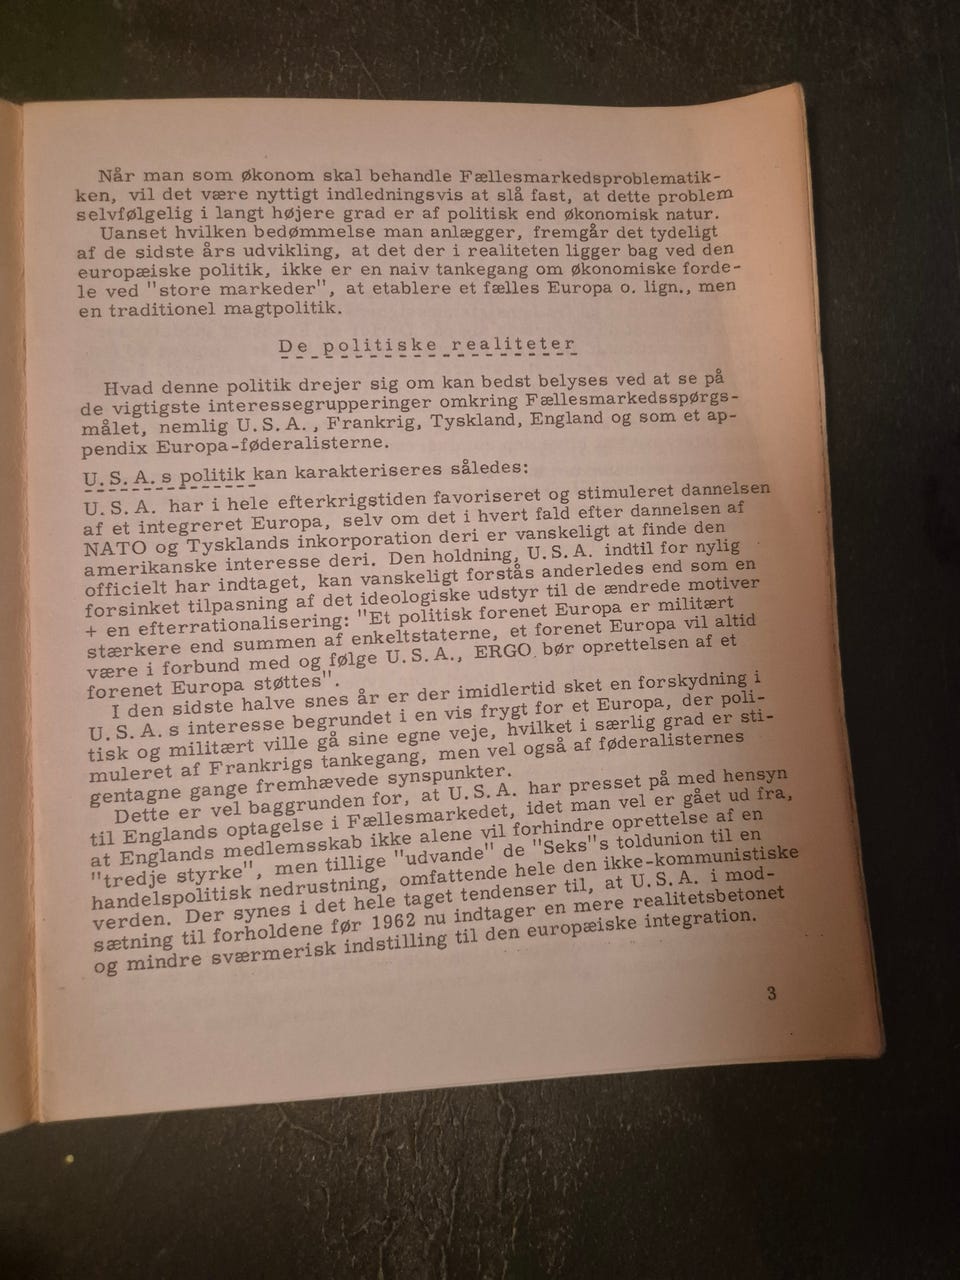 Når man som økonom skal behandle Fællesmarkedsproblematik-
ken, vil det være nyttigt indledningsvis at slå fast, at dette problem
selvfølgelig i langt højere grad er af politisk end økonomisk natur.
Uanset hvilken bedømmelse man anlægger, fremgår det tydeligt
af de sidste års udvikling, at det der i realiteten ligger bag ved den
europæiske politik, ikke er en naiv tankegang om økonomiske forde-
le ved "store markeder", at etablere et fælles Europa o. lign., men
en traditionel magtpolitik.
De politiske realiteter
Hvad denne politik drejer sig om kan bedst belyses ved at se på
de vigtigste interessegrupperinger omkring Fællesmarkedsspørgs-
målet, nemlig U.S.A., Frankrig, Tyskland, England og som et ap-
pendix Europa-føderalisterne.
U.S.A.s politik kan karakteriseres således:
U.S.A. har i hele efterkrigstiden favoriseret og stimuleret dannelsen
af et integreret Europa, selv om det i hvert fald efter dannelsen af
NATO og Tysklands inkorporation deri er vanskeligt at finde den
amerikanske interesse deri. Den holdning, U.S.A. indtil for nylig
officielt har indtaget, kan vanskeligt forstås anderledes end som en
forsinket tilpasning af det ideologiske udstyr til de ændrede motiver
+ en efterrationalisering: "Et politisk forenet Europa er militært
stærkere end summen af enkeltstaterne, et forenet Europa vil altid
være i forbund med og følge U.S.A., ERGO bør oprettelsen af et
forenet Europa støttes".
I den sidste halve snes år er der imidlertid sket en forskydning i
U.S.A.s interesse begrundet i en vis frygt for et Europa, der poli-
tisk og militært ville gå sine egne veje, hvilket i særlig grad er sti-
muleret af Frankrigs tankegang, men vel også af føderalisternes
gentagne gange fremhævede synspunkter.
Dette er vel baggrunden for, at U.S.A. har presset på med hensyn
til Englands optagelse i Fællesmarkedet, idet man vel er gået ud fra,
at Englands medlemsskab ikke alene vil forhindre oprettelse af en
"tredje styrke", men tillige "udvande" de "Seks"s toldunion til en
handelspolitisk nedrustning, omfattende hele den ikke-kommunistiske
verden. Der synes i det hele taget tendenser til, at U.S.A. i mod-
sætning til forholdene før 1962 nu indtager en mere realitetsbetonet
og mindre sværmerisk indstilling til den europæiske integration.
3